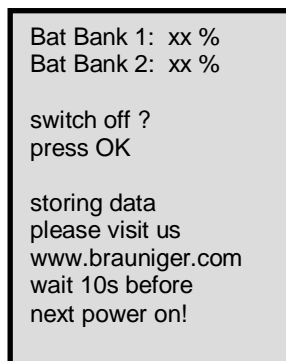 Bat Bank 1: xx %
Bat Bank 2: xx %
switch off ?
press OK
storing data
please visit us
www.brauniger.com
wait 10s before
next power on!